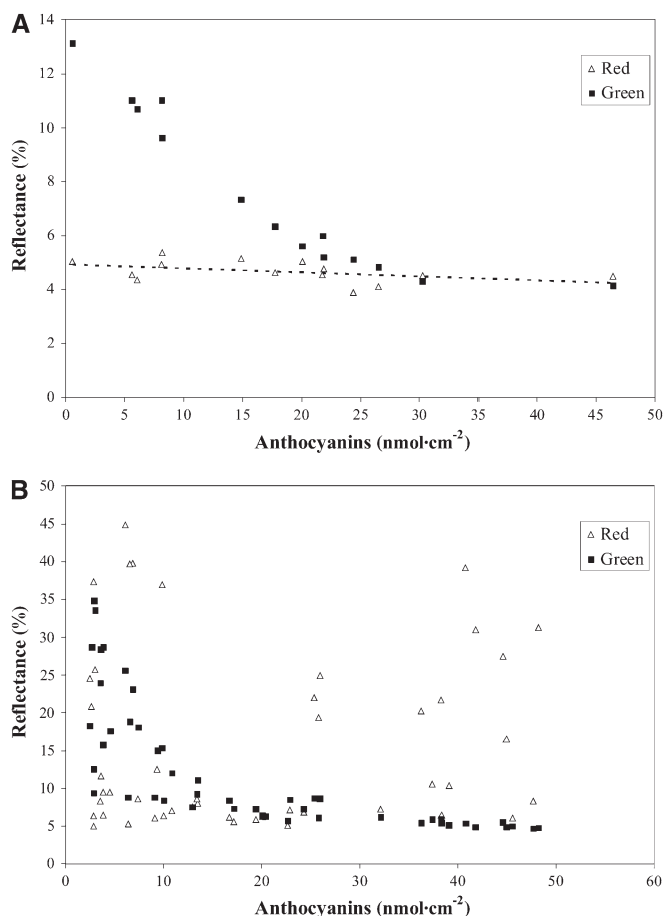 A
14
12
10
8
6
4
2
0
Reflectance (%)
Red
Green
0 5 10 15 20 25 30 35 40 45 50
Anthocyanins (nmol·cm-2)
B
50
45
40
35
30
25
20
15
10
5
0
Reflectance (%)
Red
Green
0 10 20 30 40 50 60
Anthocyanins (nmol·cm-2)